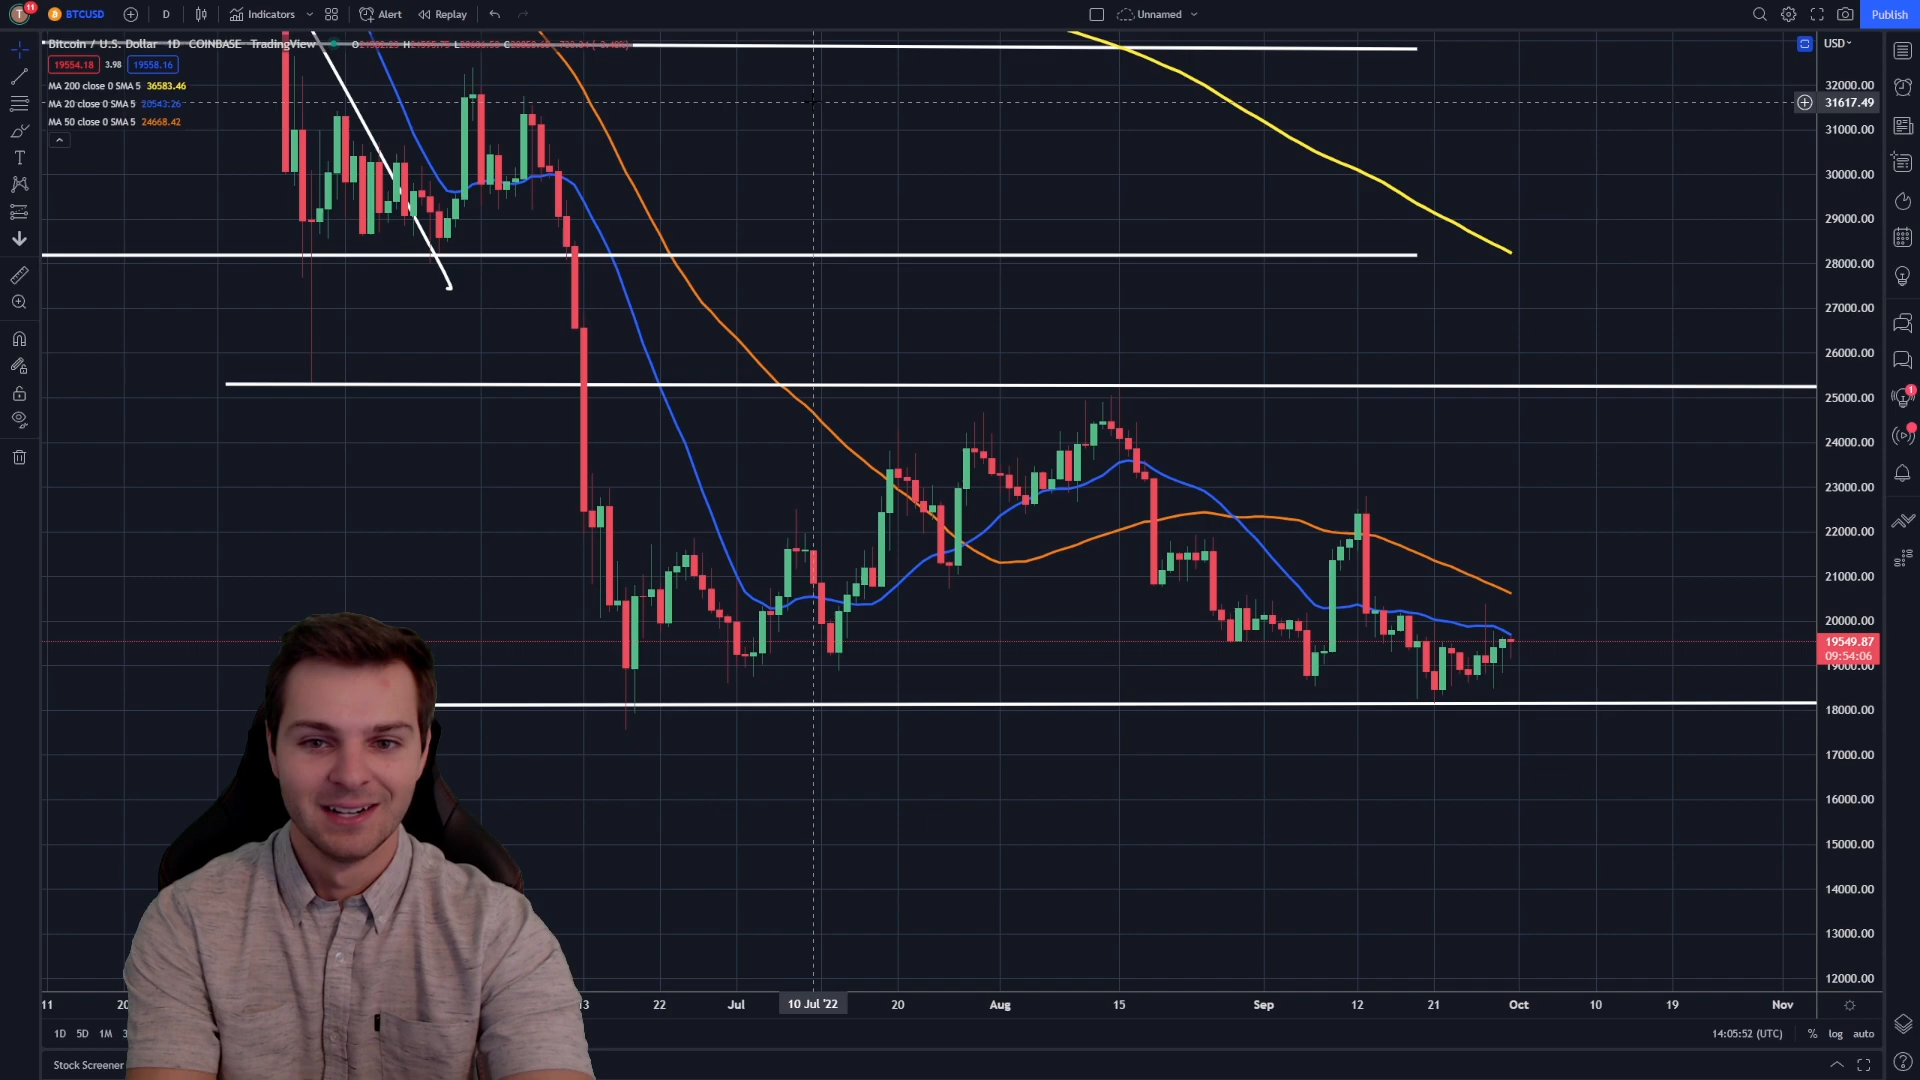 T 11 BTCUSD D Indicators Alert Replay Unnamed Publish
Bitcoin / U.S. Dollar 1D COINBASE TradingView
19554.18 3.98 19558.16
MA 200 close 0 SMA 5 36583.46
MA 20 close 0 SMA 5 20543.26
MA 50 close 0 SMA 5 24668.42
USD
32000.00
31617.49
31000.00
30000.00
29000.00
28000.00
27000.00
26000.00
25000.00
24000.00
23000.00
22000.00
21000.00
20000.00
19549.87
09:54:06
19000.00
18000.00
17000.00
16000.00
15000.00
14000.00
13000.00
12000.00
1
11 20 22 Jul 10 Jul '22 20 Aug 15 Sep 12 21 Oct 10 19 Nov
1D 5D 1M 14:05:52 (UTC) % log auto
Stock Screener